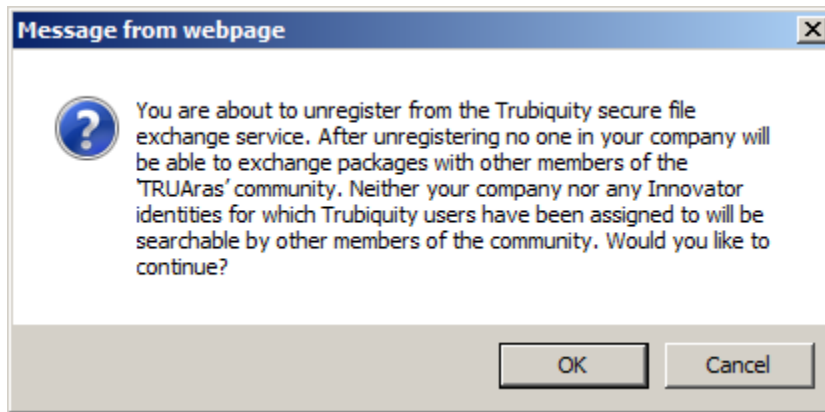 Message from webpage
You are about to unregister from the Trubiquity secure file
exchange service. After unregistering no one in your company will
be able to exchange packages with other members of the
'TRUAras' community. Neither your company nor any Innovator
identities for which Trubiquity users have been assigned to will be
searchable by other members of the community. Would you like to
continue?
OK Cancel